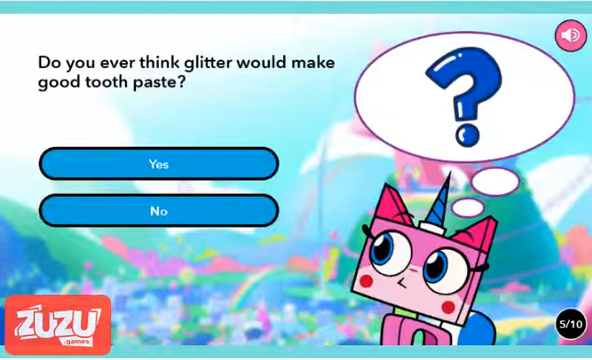 Do you ever think glitter would make
good tooth paste?
Yes
No
ZUZU
.games
5/10